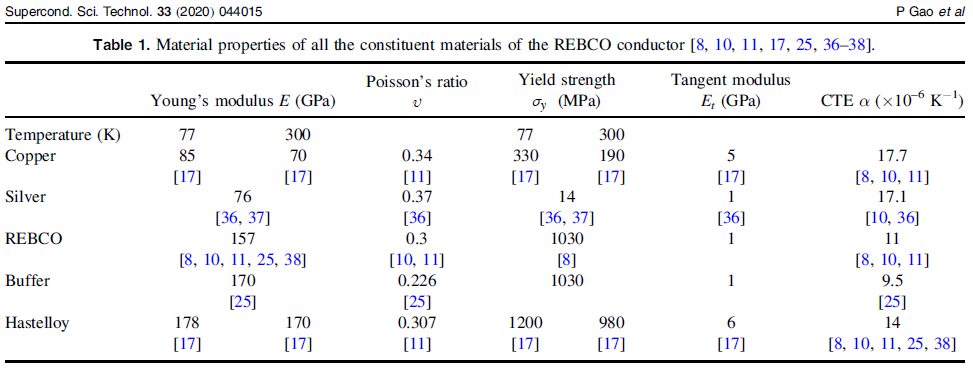 Supercond. Sci. Technol. 33 (2020) 044015 P Gao et al
Table 1. Material properties of all the constituent materials of the REBCO conductor [8, 10, 11, 17, 25, 36–38].
Young's modulus E (GPa) Poisson's ratio υ Yield strength σy (MPa) Tangent modulus Et (GPa) CTE α (×10−6 K−1)
Temperature (K) 77 300 77 300
Copper 85 70 0.34 330 190 5 17.7
[17] [17] [11] [17] [17] [17] [8, 10, 11]
Silver 76 0.37 14 1 17.1
[36, 37] [36] [36, 37] [36] [10, 36]
REBCO 157 0.3 1030 1 11
[8, 10, 11, 25, 38] [10, 11] [8] [8, 10, 11]
Buffer 170 0.226 1030 1 9.5
[25] [25] [25]
Hastelloy 178 170 0.307 1200 980 6 14
[17] [17] [11] [17] [17] [17] [8, 10, 11, 25, 38]